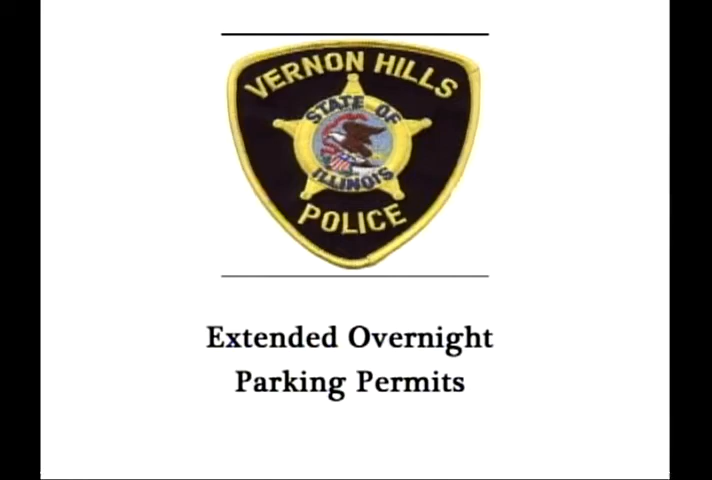 VERNON HILLS
STATE OF
ILLINOIS
POLICE
Extended Overnight
Parking Permits